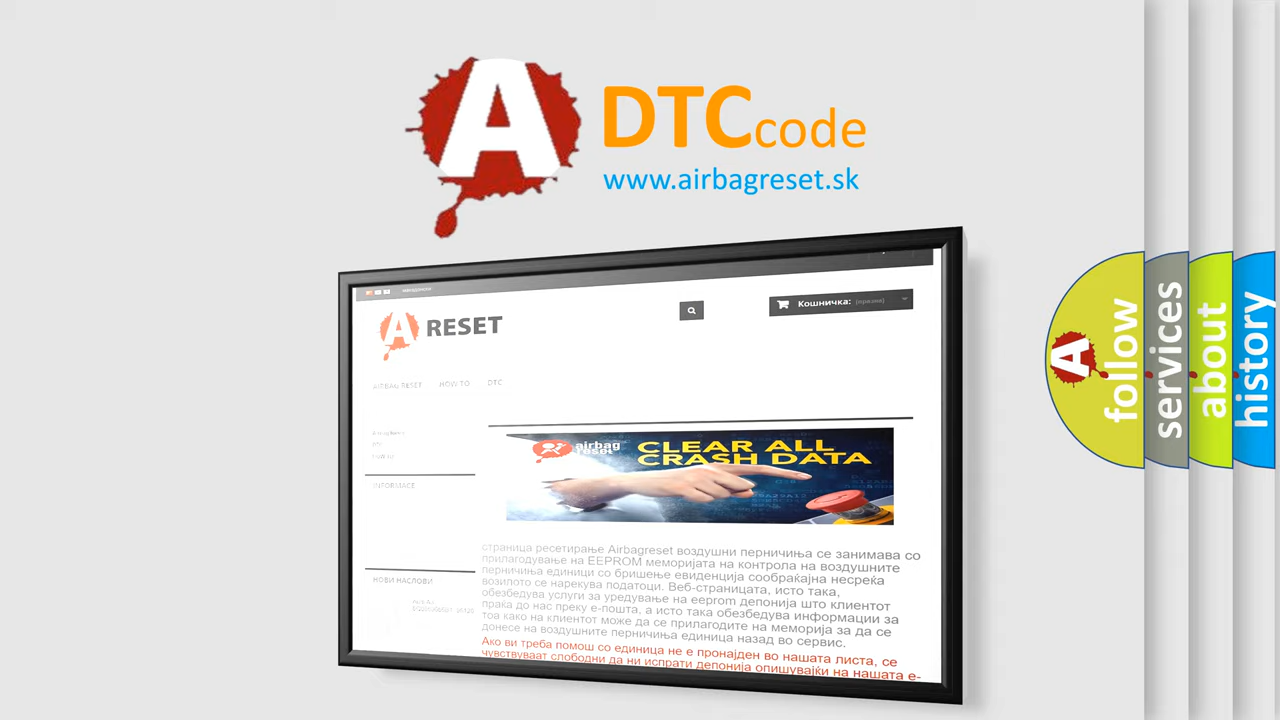 A DTC code
www.airbagreset.sk
Кошничка: (празни)
A RESET
AIRBAG RESET HOW TO DTC
airbag
reset
CLEAR ALL
CRASH DATA
INFORMACE
НОВИ НАСЛОВИ
страница ресетирање Airbagreset воздушни перничиња се занимава со
прилагодување на EEPROM меморијата на контрола на воздушните
перничиња единици со бришење евиденција сообраќајна несреќа
возилото се нарекува податоци. Веб-страницата, исто така,
обезбедува услуги за уредување на eeprom депонија што клиентот
праќа до нас преку е-пошта, а исто така обезбедува информации за
тоа како на клиентот може да се прилагодите на меморија за да се
донесе на воздушните перничиња единица назад во сервис.
Ако ви треба помош со единица не е пронајден во нашата листа, се
чувствуваат слободни да ни испрати депонија опишувајќи на нашата е-
A follow
services
about
history